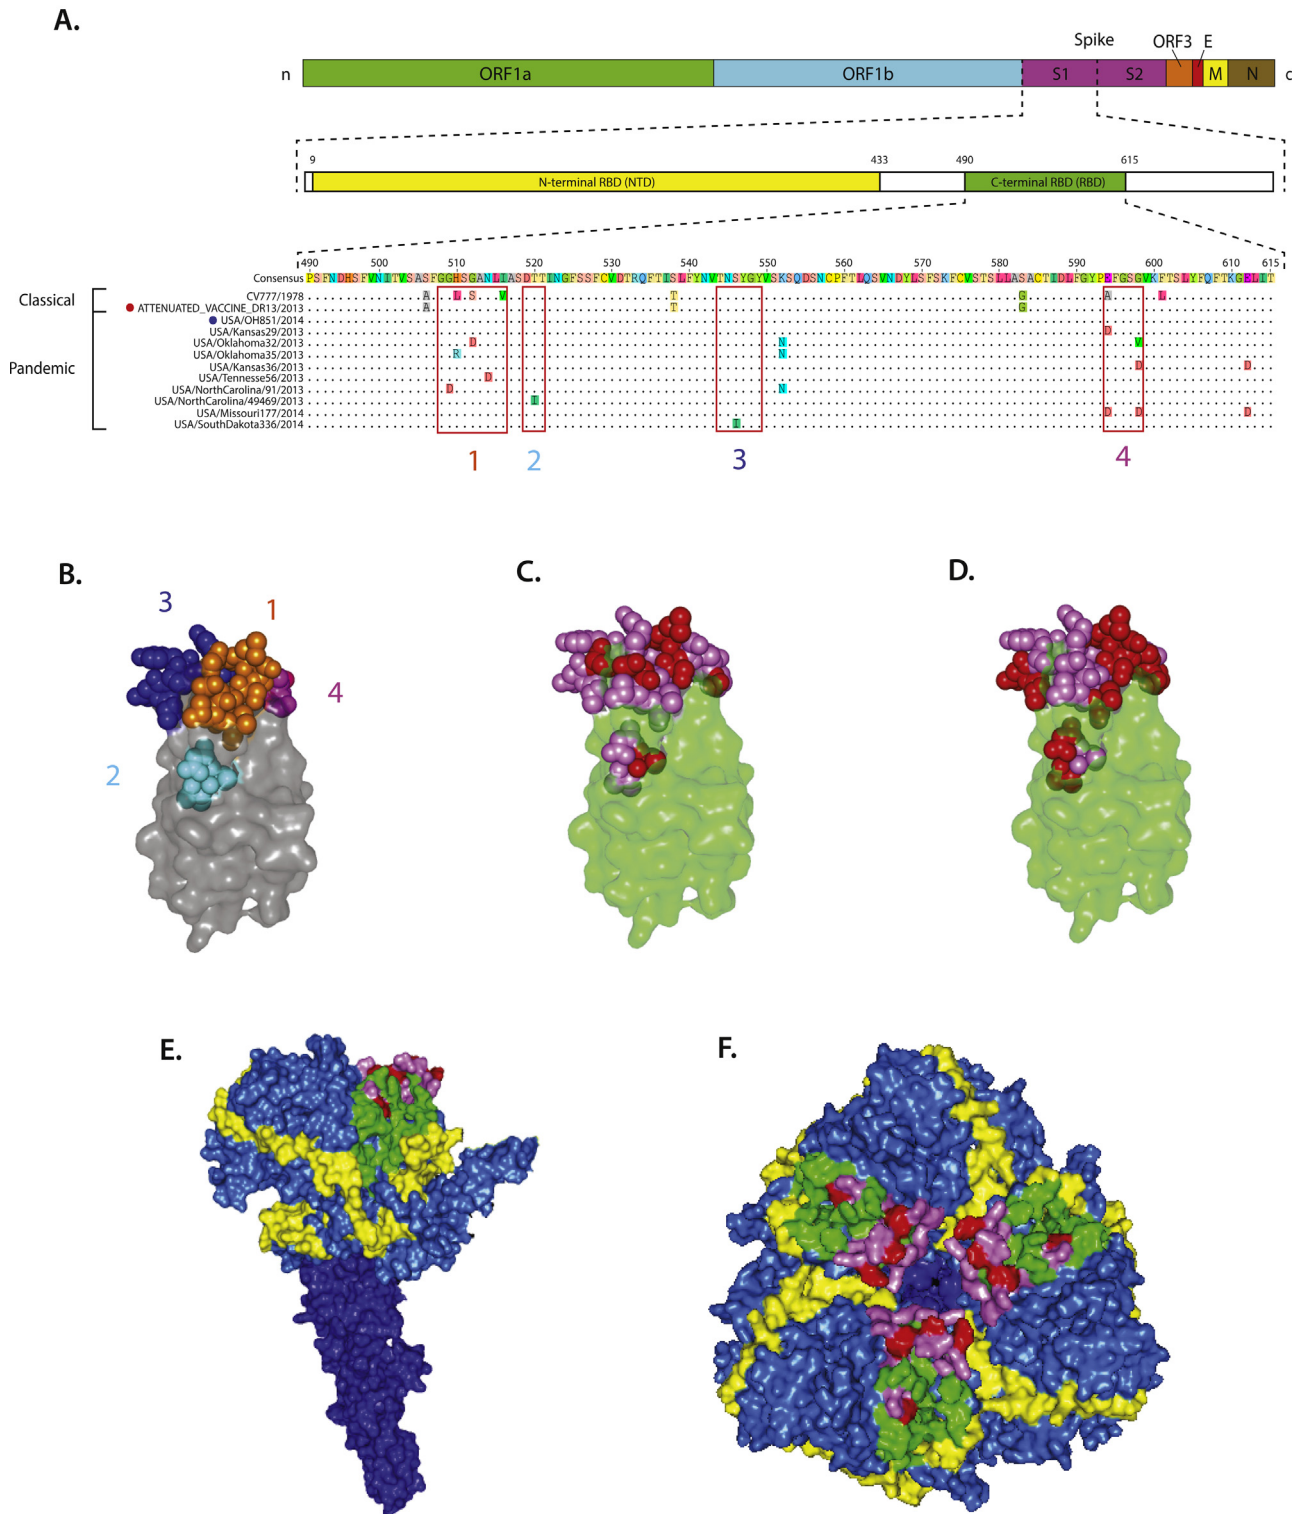 A.
Spike ORF3 E
n ORF1a ORF1b S1 S2 M N c
9 433 490 615
N-terminal RBD (NTD) C-terminal RBD (RBD)
490 500 510 520 530 540 550 560 570 580 590 600 610 615
Consensus PSFNDHSFVNITVSASFGGHSGANLIASDTTINGFSSFCVDTRQFTISLFYNVTNSYGYVSKSQDSNCPFTLQSVNDYLSFSKFCVSTSLLASACTIDLFGYPEFGSGVKFTSLYFQFTKGELIT
Classical
CV777/1978 A L S V T G A L
ATTENUATED_VACCINE_DR13/2013 A T G
Pandemic
USA/OH851/2014
USA/Kansas29/2013 D
USA/Oklahoma32/2013 D N V
USA/Oklahoma35/2013 R N
USA/Kansas36/2013 D D
USA/Tennesse56/2013 D
USA/NorthCarolina/91/2013 D N
USA/NorthCarolina/49469/2013 I
USA/Missouri177/2014 D D D
USA/SouthDakota336/2014 I
1 2 3 4
B. C. D.
3 1
4
2
E. F.